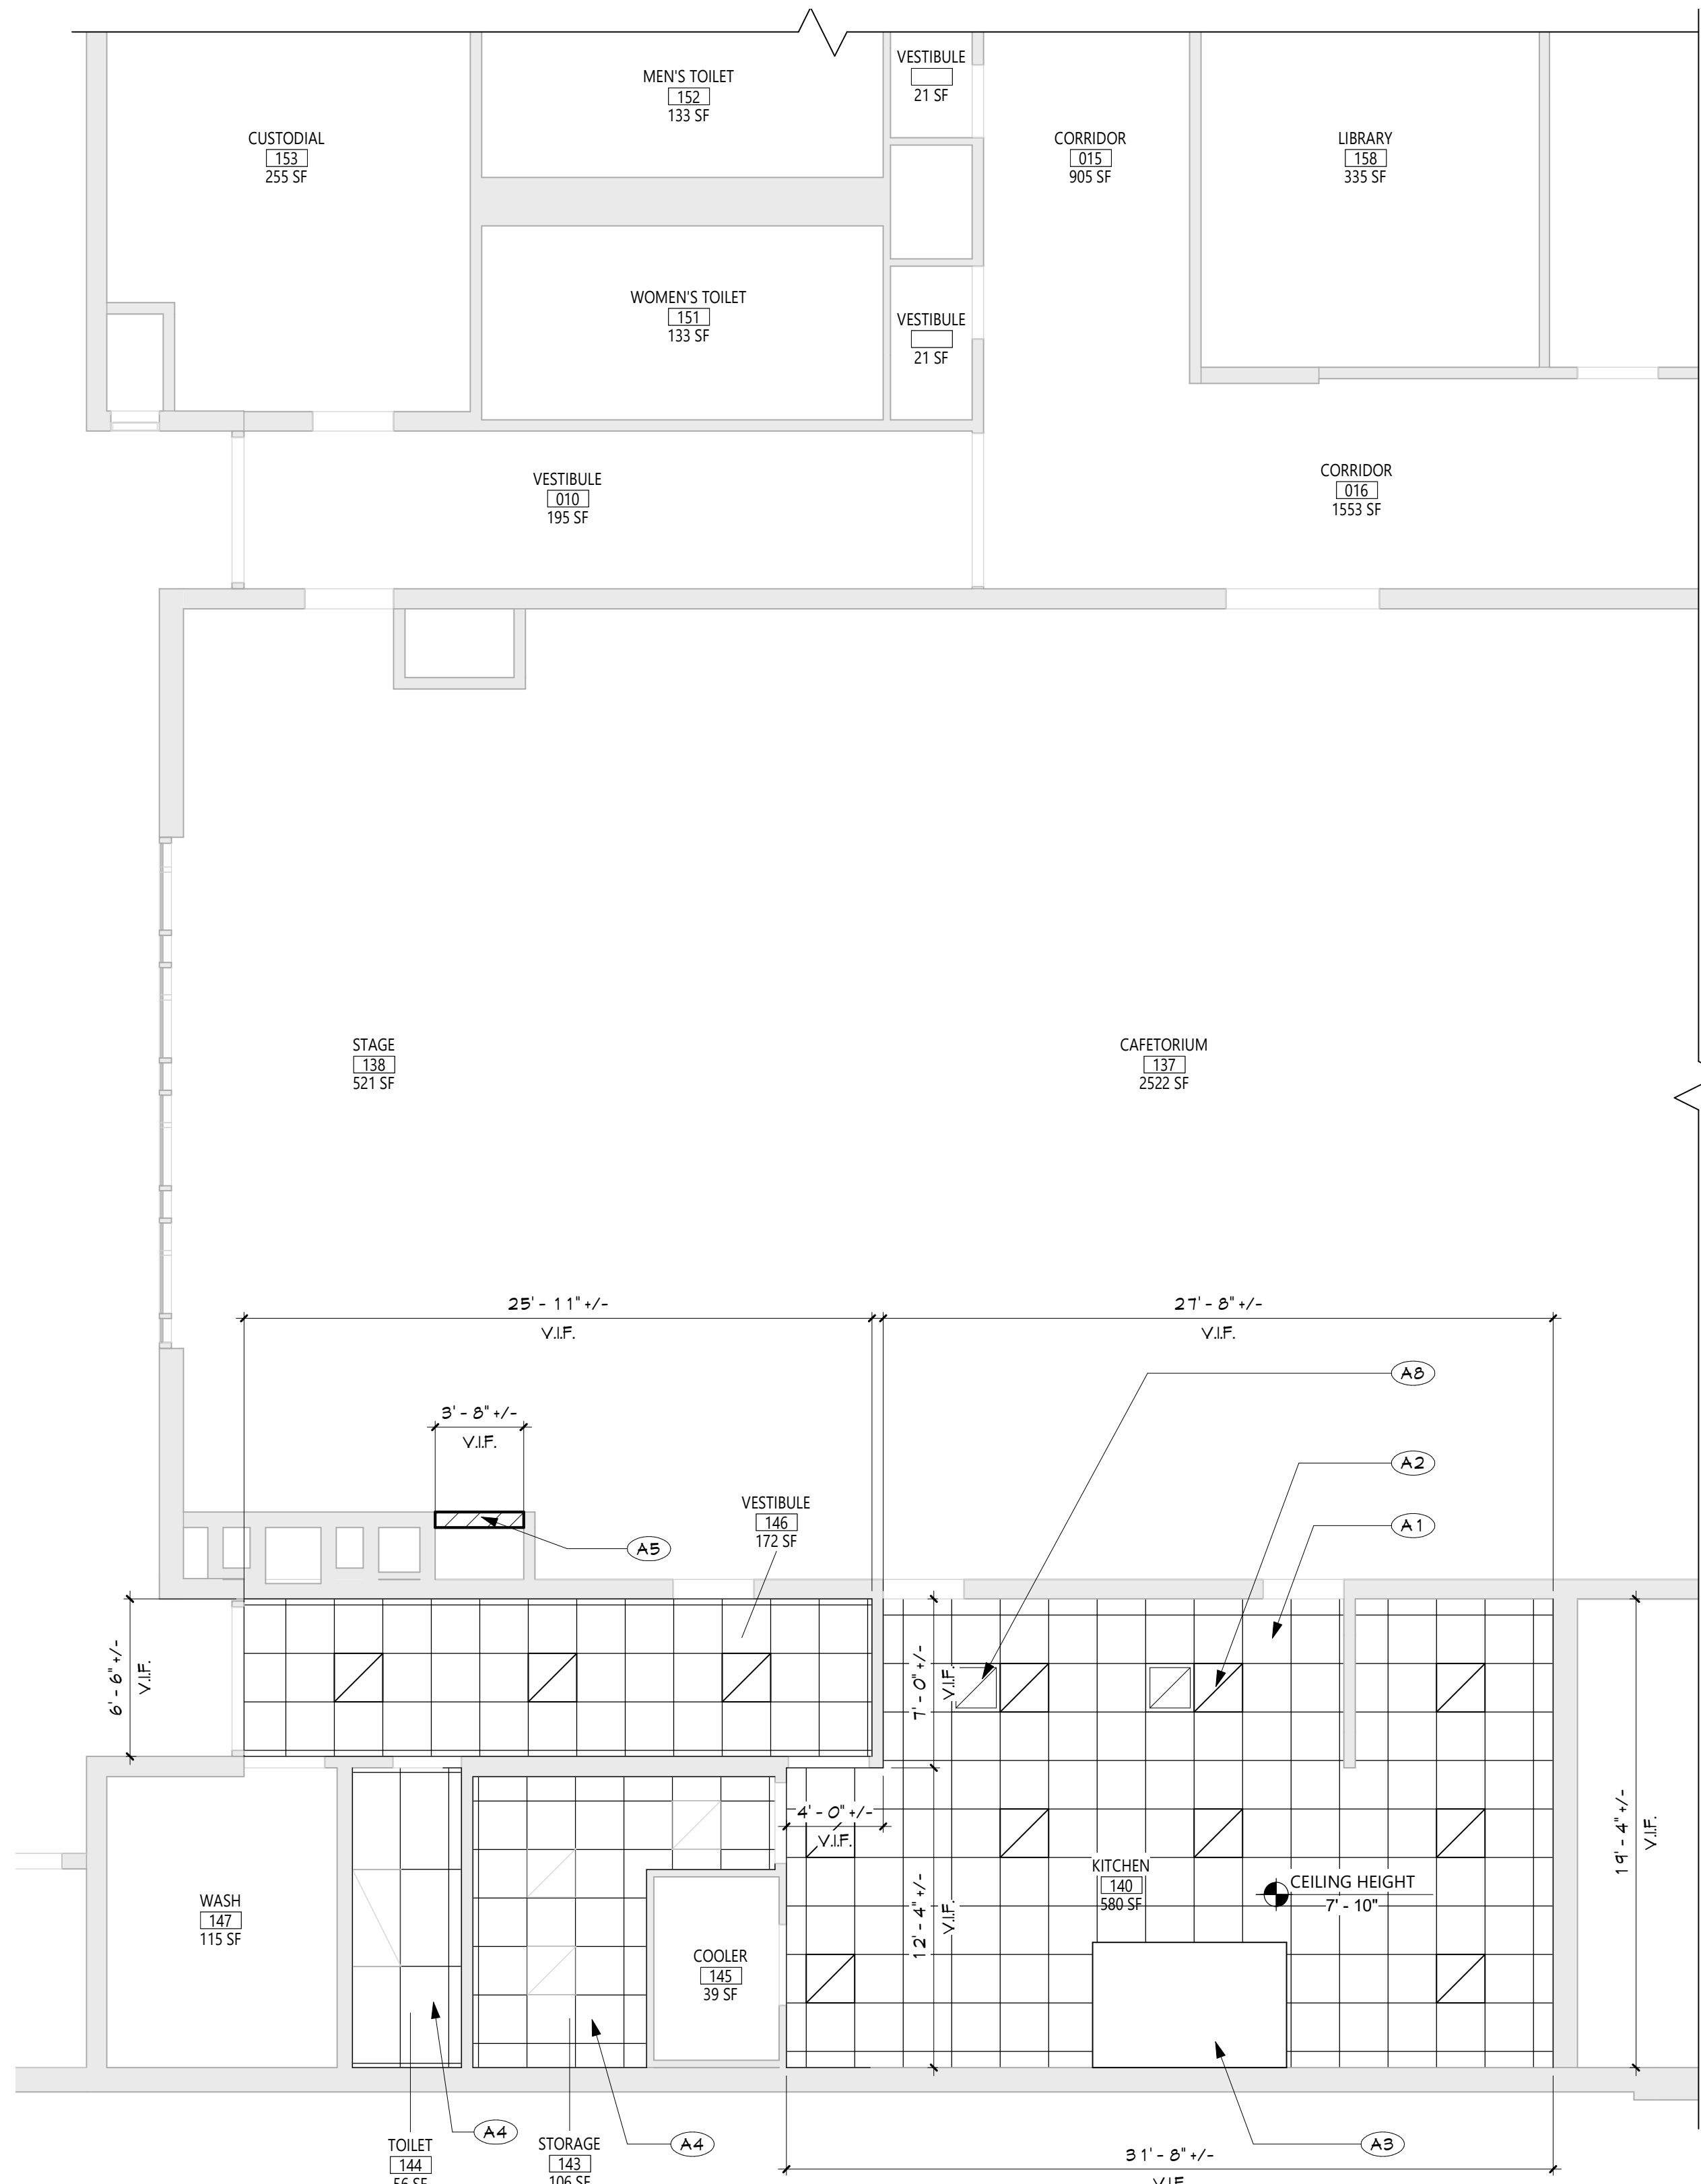 VESTIBULE
21 SF
MEN'S TOILET
152
133 SF
CUSTODIAL
153
255 SF
CORRIDOR
015
905 SF
LIBRARY
158
335 SF
WOMEN'S TOILET
151
133 SF
VESTIBULE
21 SF
VESTIBULE
010
195 SF
CORRIDOR
016
1553 SF
STAGE
138
521 SF
CAFETORIUM
137
2522 SF
25' - 11" +/-
V.I.F.
27' - 8" +/-
V.I.F.
A8
3' - 8" +/-
V.I.F.
A2
VESTIBULE
146
172 SF
A1
A5
6' - 6" +/-
V.I.F.
7' - 0" +/-
V.I.F.
4' - 0" +/-
V.I.F.
19' - 4" +/-
V.I.F.
KITCHEN
140
580 SF
CEILING HEIGHT
7' - 10"
12' - 4" +/-
V.I.F.
WASH
147
115 SF
COOLER
145
39 SF
A4
A4
A3
TOILET
144
56 SF
STORAGE
143
106 SF
31' - 8" +/-
V.I.F.